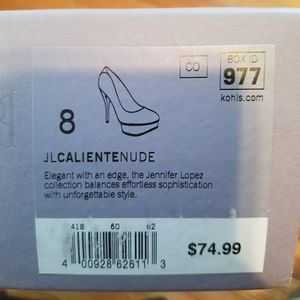 CO
BOX ID
977
kohls.com
8
JLCALIENTENUDE
Elegant with an edge, the Jennifer Lopez
collection balances effortless sophistication
with unforgettable style.
418 60 62
4 00928 62611 3
$74.99